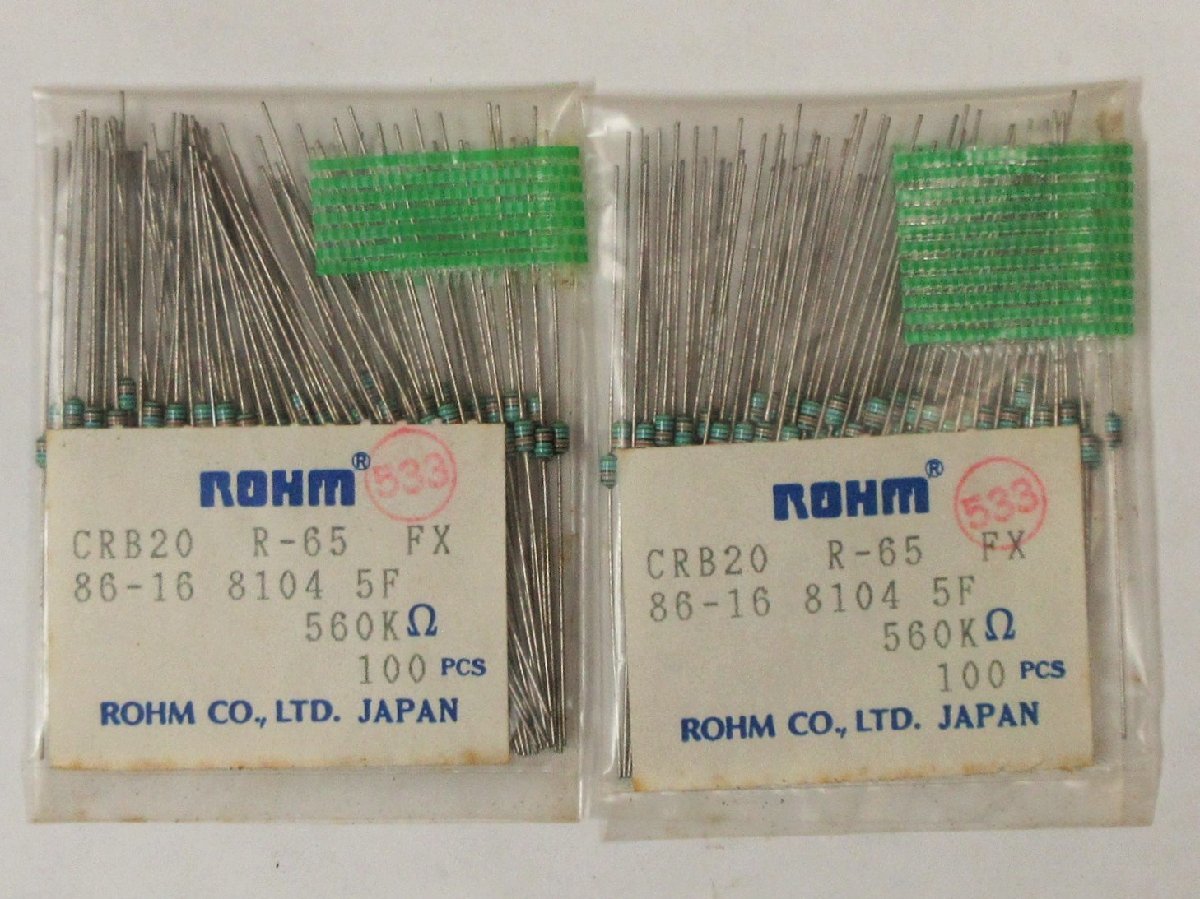 ROHM® 533
CRB20 R-65 FX
86-16 8104 5F
560KΩ
100 PCS
ROHM CO., LTD. JAPAN
ROHM® 533
CRB20 R-65 FX
86-16 8104 5F
560KΩ
100 PCS
ROHM CO., LTD. JAPAN